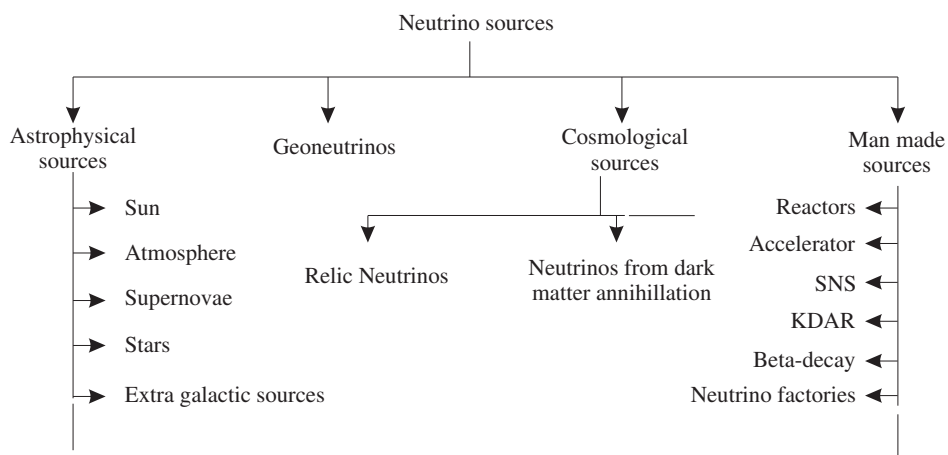 Neutrino sources
Astrophysical
sources
Geoneutrinos
Cosmological
sources
Man made
sources
Sun
Atmosphere
Supernovae
Stars
Extra galactic sources
Relic Neutrinos
Neutrinos from dark
matter annihillation
Reactors
Accelerator
SNS
KDAR
Beta-decay
Neutrino factories